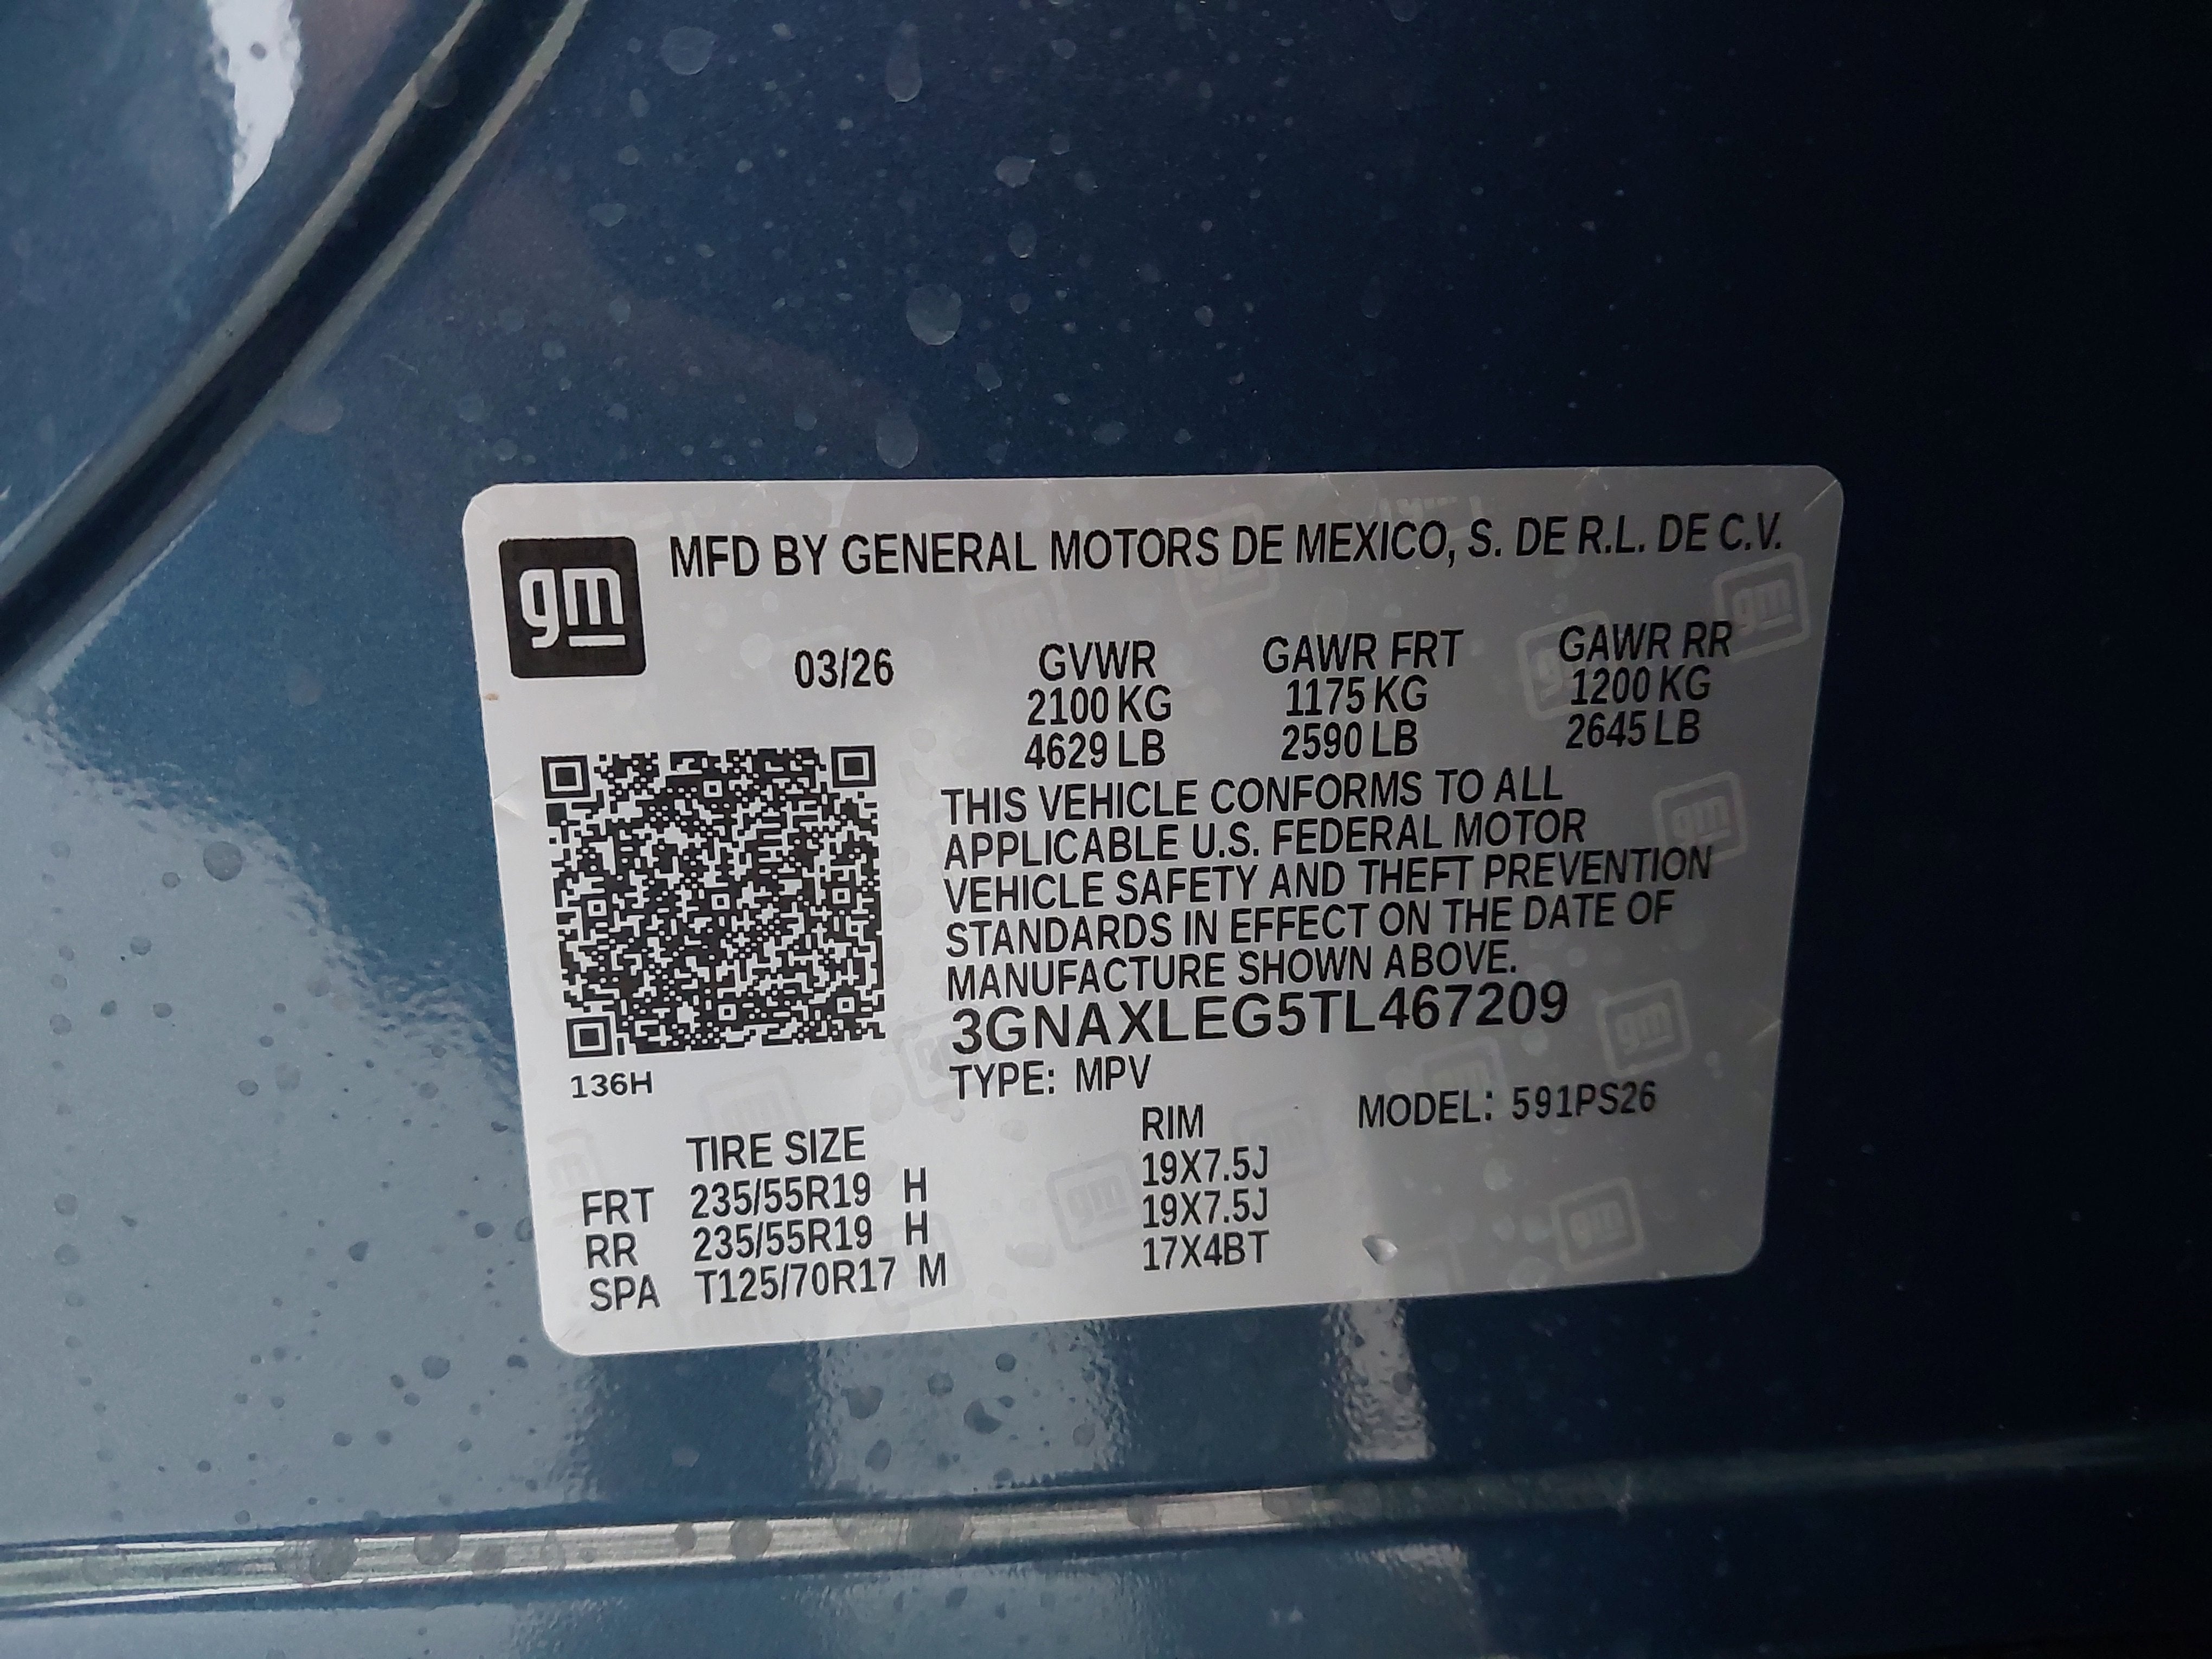 gm
MFD BY GENERAL MOTORS DE MEXICO, S. DE R.L. DE C.V.
03/26 GVWR GAWR FRT GAWR RR
2100 KG 1175 KG 1200 KG
4629 LB 2590 LB 2645 LB
THIS VEHICLE CONFORMS TO ALL
APPLICABLE U.S. FEDERAL MOTOR
VEHICLE SAFETY AND THEFT PREVENTION
STANDARDS IN EFFECT ON THE DATE OF
MANUFACTURE SHOWN ABOVE.
3GNAXLEG5TL467209
136H
TYPE: MPV
MODEL: 591PS26
TIRE SIZE RIM
FRT 235/55R19 H 19X7.5J
RR 235/55R19 H 19X7.5J
SPA T125/70R17 M 17X4BT